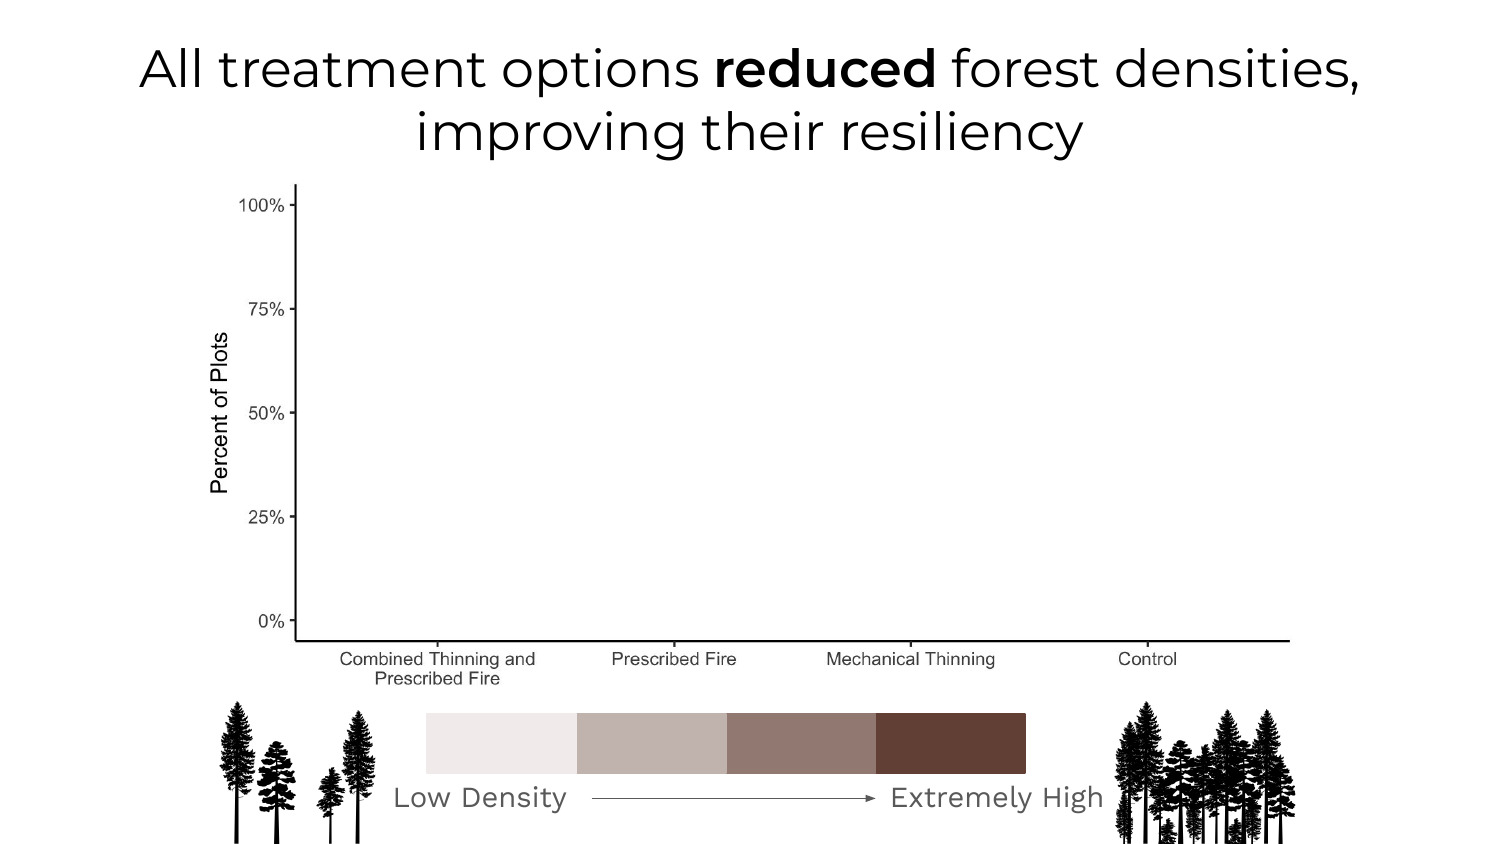 All treatment options reduced forest densities,
improving their resiliency
100%
75%
50%
25%
0%
Percent of Plots
Combined Thinning and
Prescribed Fire
Prescribed Fire
Mechanical Thinning
Control
Low Density
Extremely High